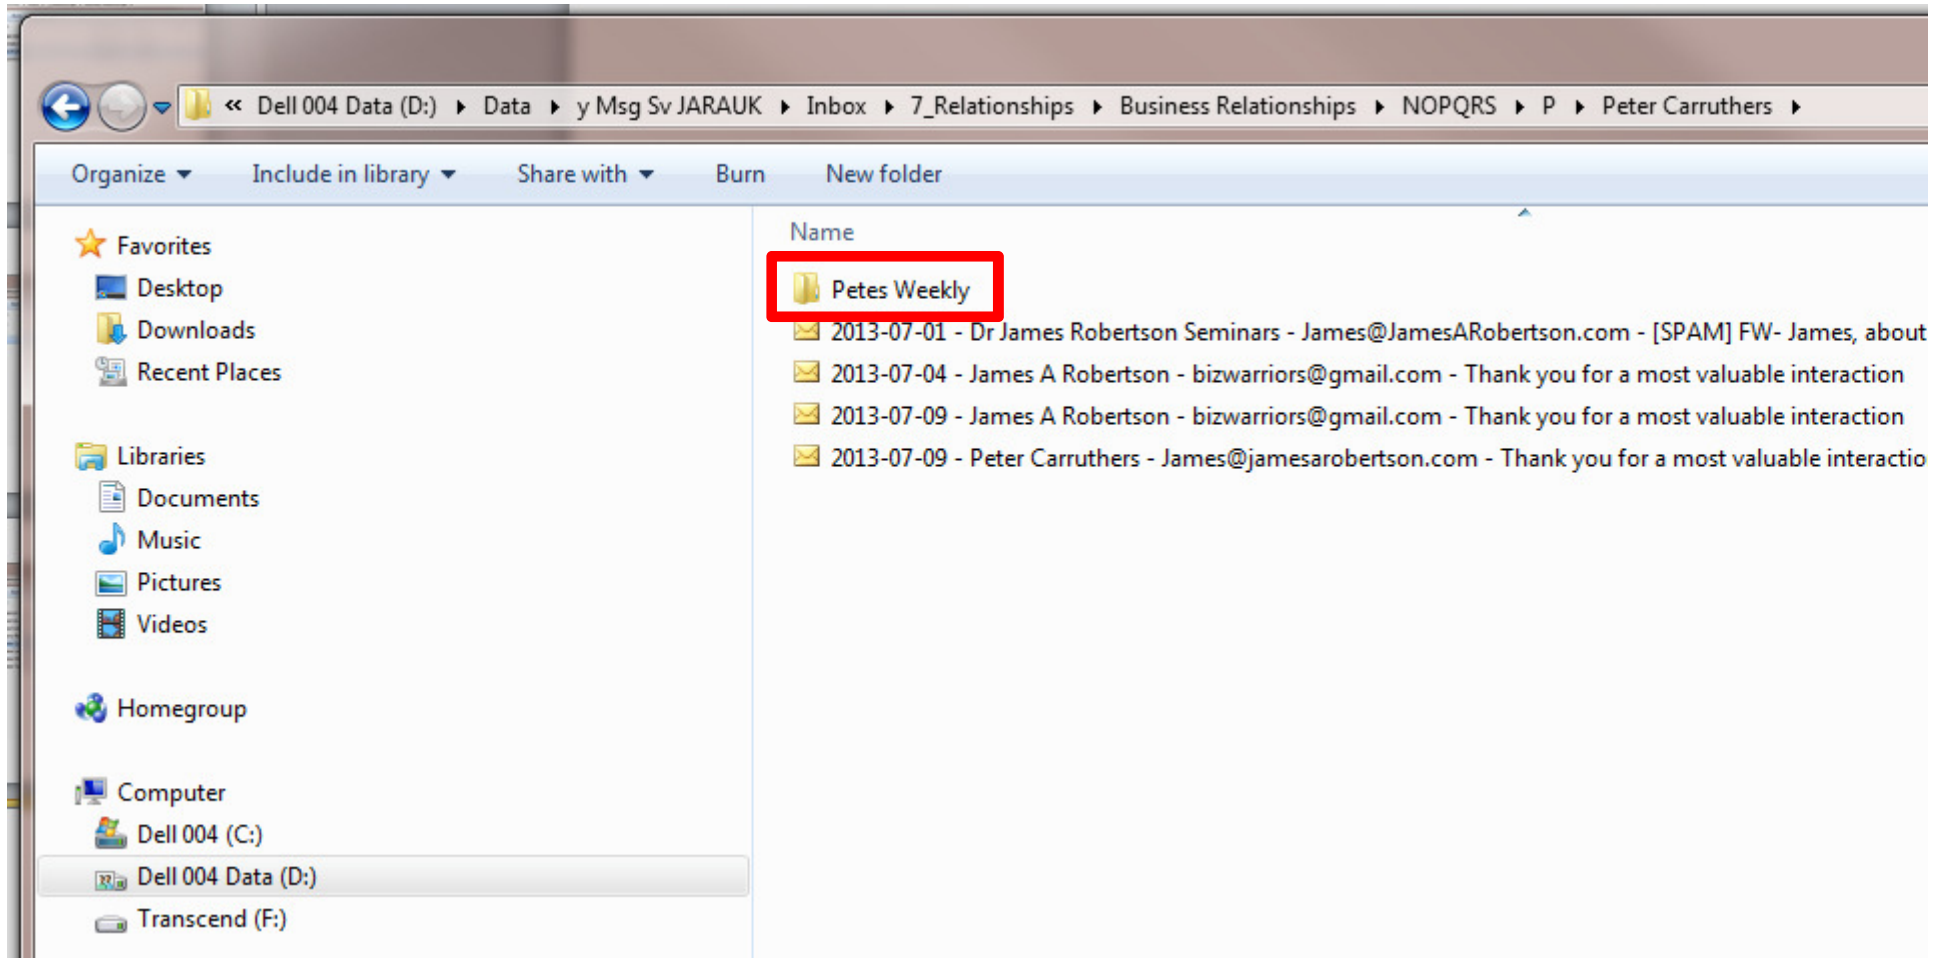 « Dell 004 Data (D:) ▸ Data ▸ y Msg Sv JARAUK ▸ Inbox ▸ 7_Relationships ▸ Business Relationships ▸ NOPQRS ▸ P ▸ Peter Carruthers ▸
Organize ▾ Include in library ▾ Share with ▾ Burn New folder
Favorites
Desktop
Downloads
Recent Places
Libraries
Documents
Music
Pictures
Videos
Homegroup
Computer
Dell 004 (C:)
Dell 004 Data (D:)
Transcend (F:)
Name
Petes Weekly
2013-07-01 - Dr James Robertson Seminars - James@JamesARobertson.com - [SPAM] FW- James, about
2013-07-04 - James A Robertson - bizwarriors@gmail.com - Thank you for a most valuable interaction
2013-07-09 - James A Robertson - bizwarriors@gmail.com - Thank you for a most valuable interaction
2013-07-09 - Peter Carruthers - James@jamesarobertson.com - Thank you for a most valuable interactio